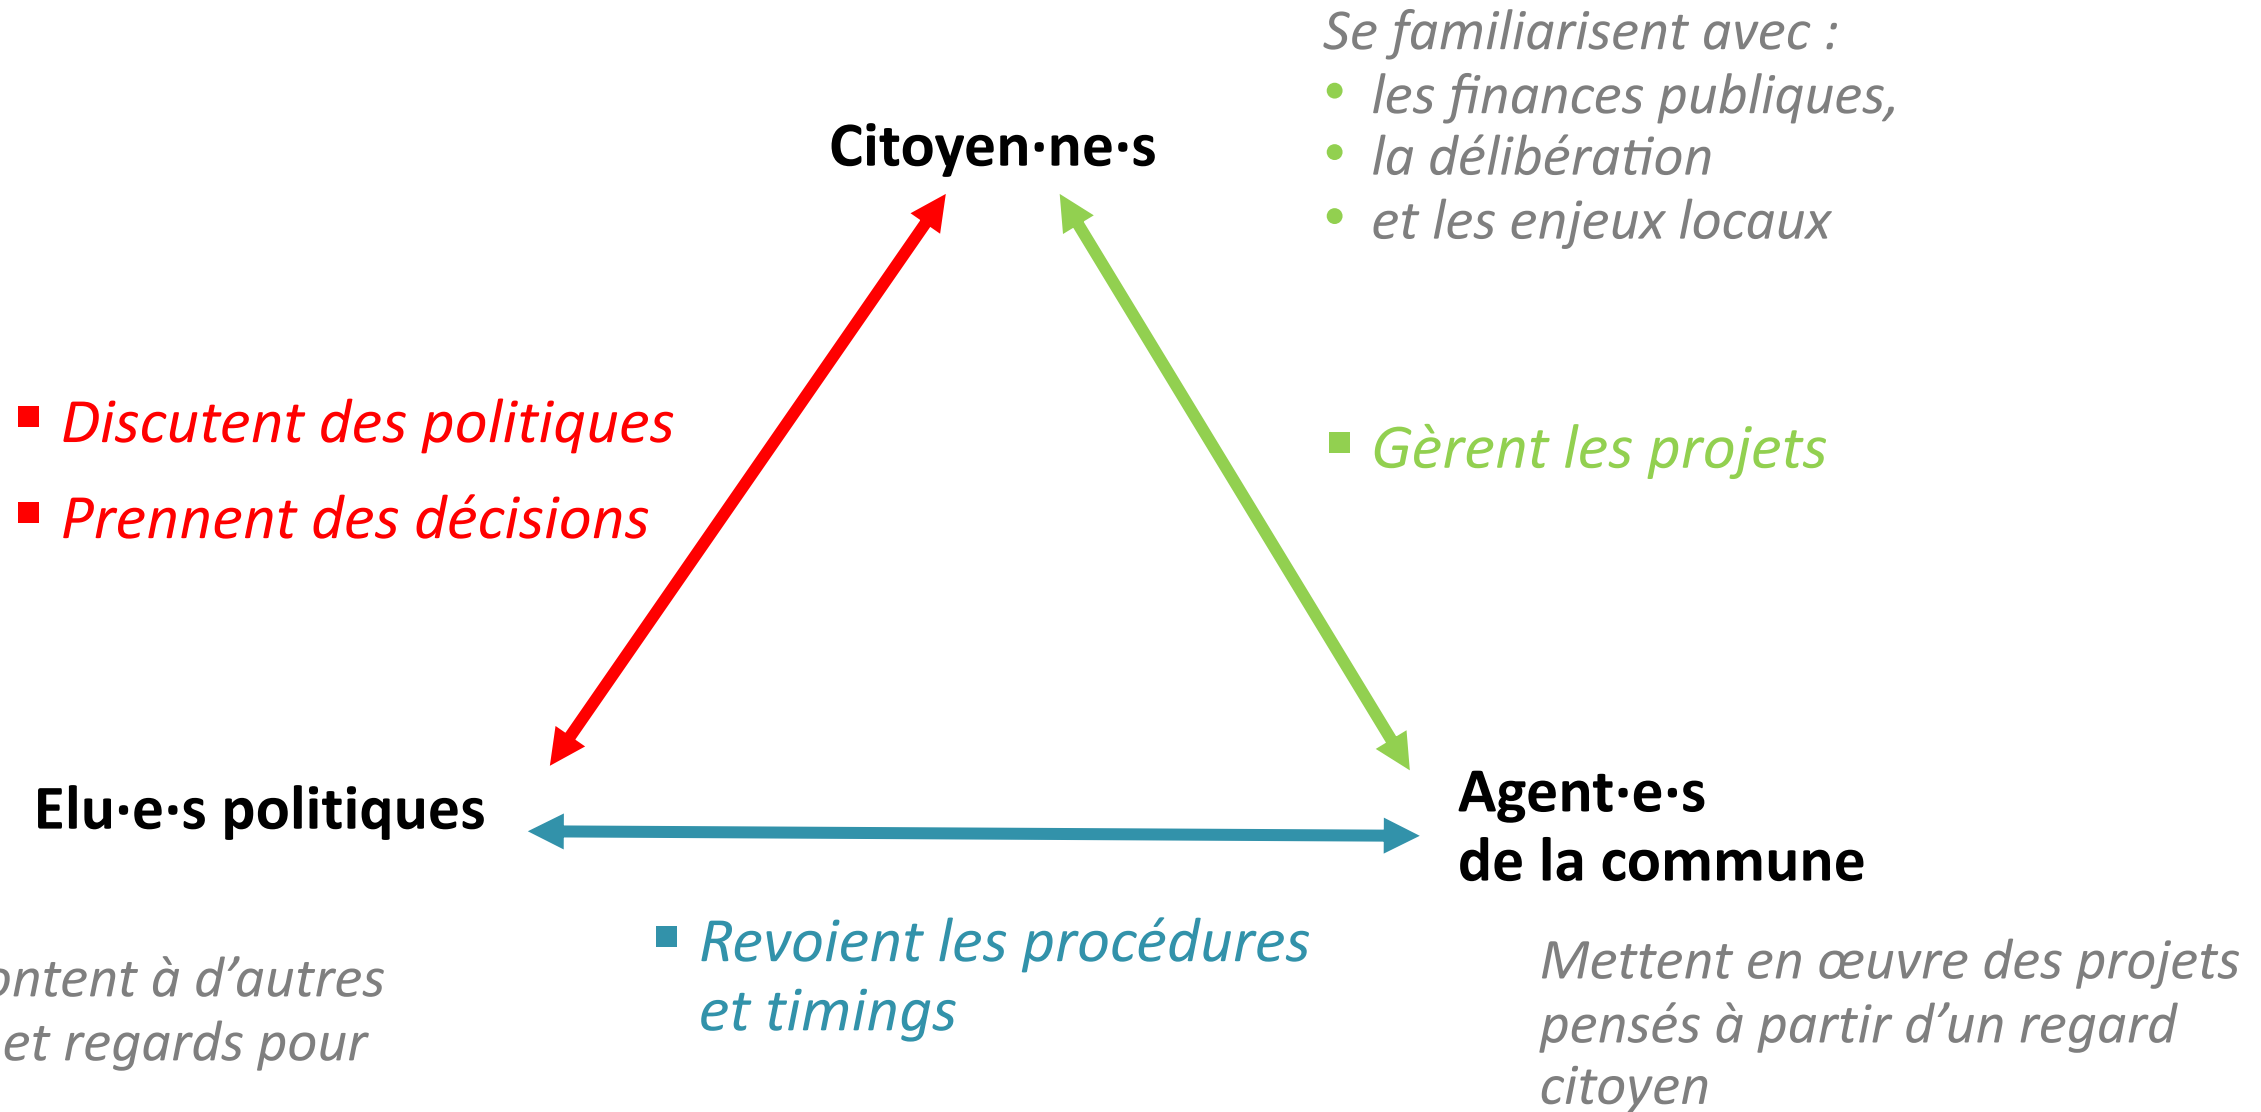 Se familiarisent avec :
• les finances publiques,
• la délibération
• et les enjeux locaux
Citoyen·ne·s
▪ Discutent des politiques
▪ Prennent des décisions
▪ Gèrent les projets
Elu·e·s politiques
Agent·e·s
de la commune
▪ Revoient les procédures
et timings
à d’autres
et regards pour
Mettent en œuvre des projets
pensés à partir d’un regard
citoyen